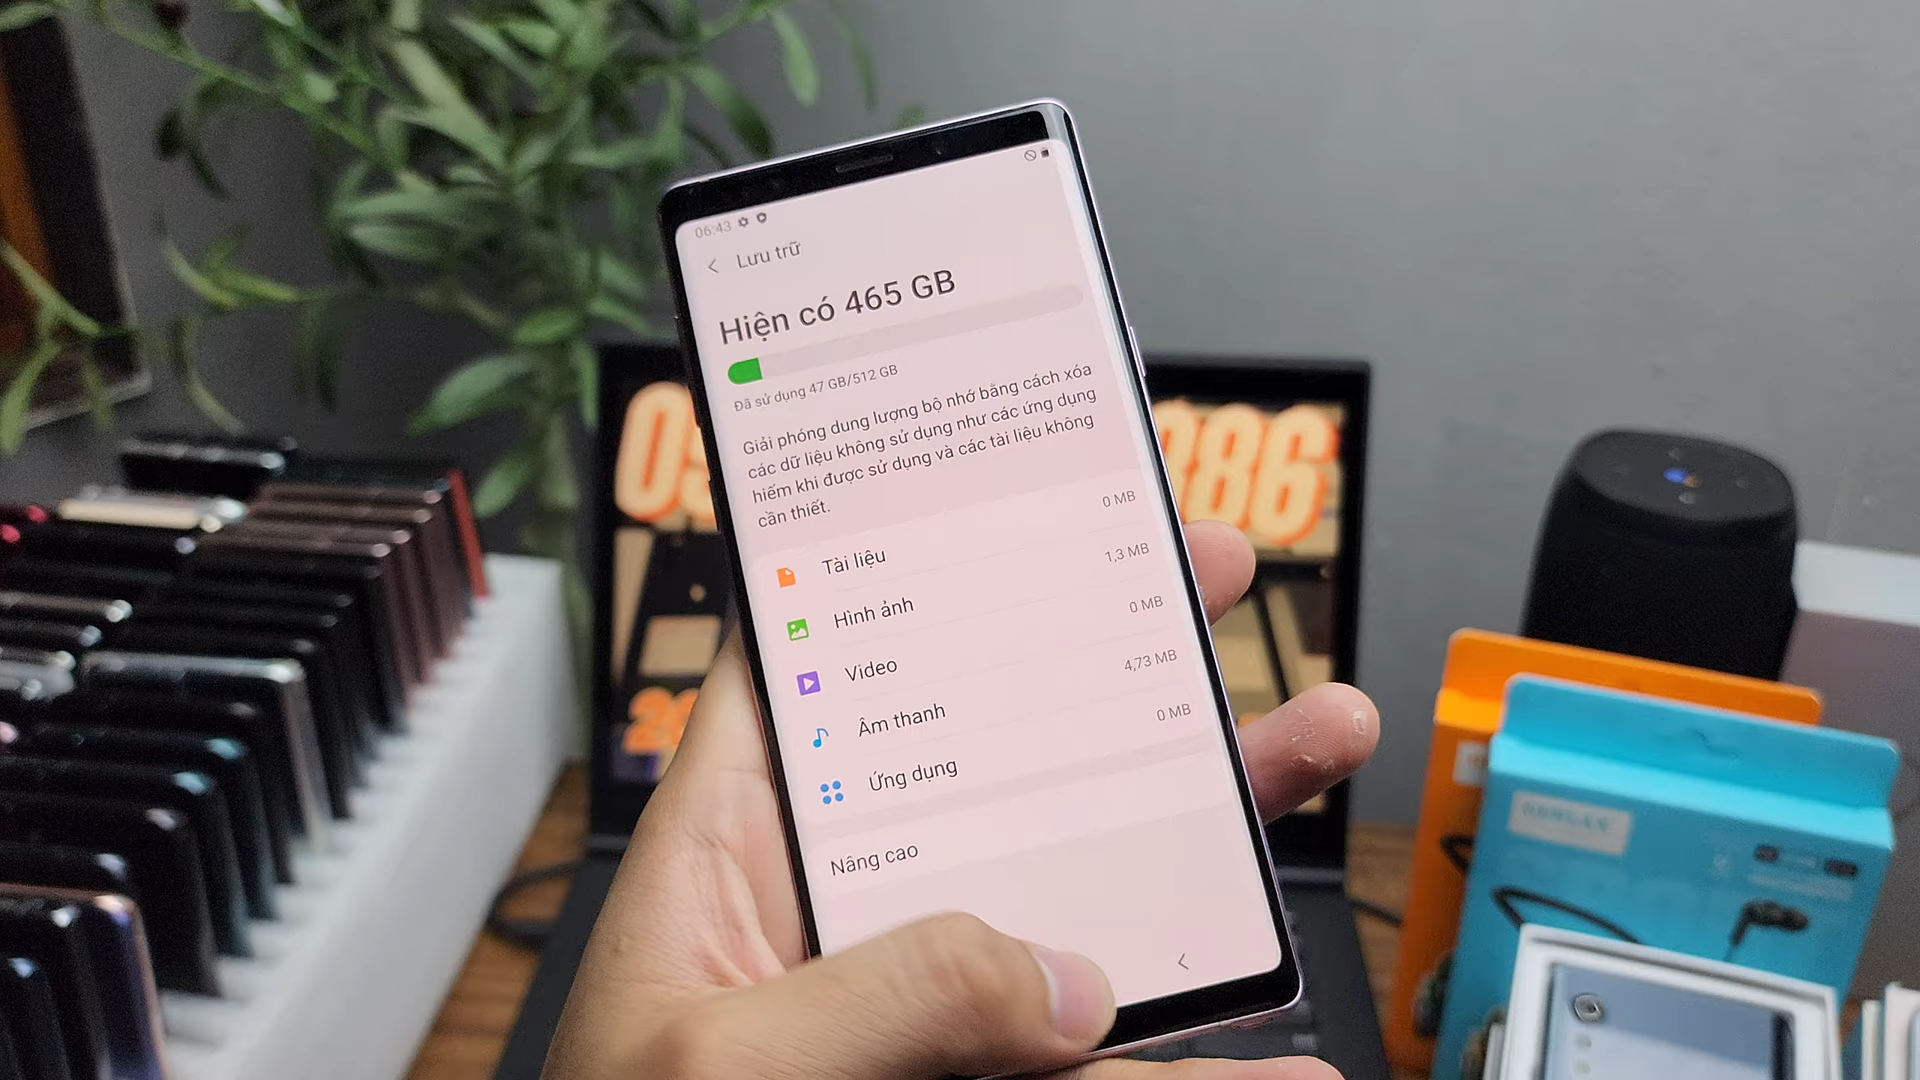 06:43
Lưu trữ
Hiện có 465 GB
Đã sử dụng 47 GB/512 GB
Giải phóng dung lượng bộ nhớ bằng cách xóa
các dữ liệu không sử dụng như các ứng dụng
hiếm khi được sử dụng và các tài liệu không
cần thiết.
Tài liệu 0 MB
Hình ảnh 1,3 MB
Video 0 MB
Âm thanh 4,73 MB
Ứng dụng 0 MB
Nâng cao